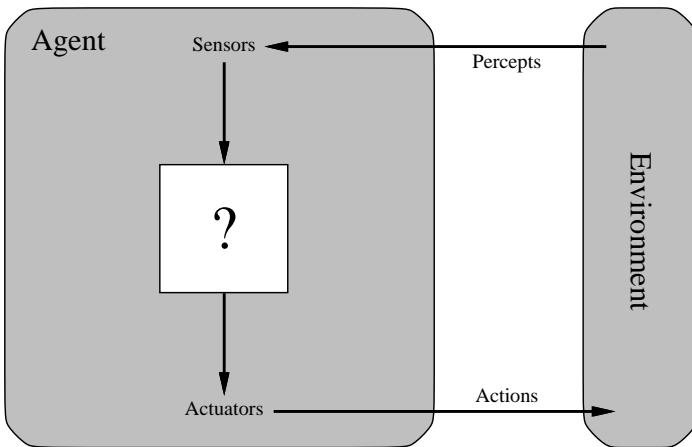 Agent
Sensors
Percepts
Environment
?
Actuators
Actions